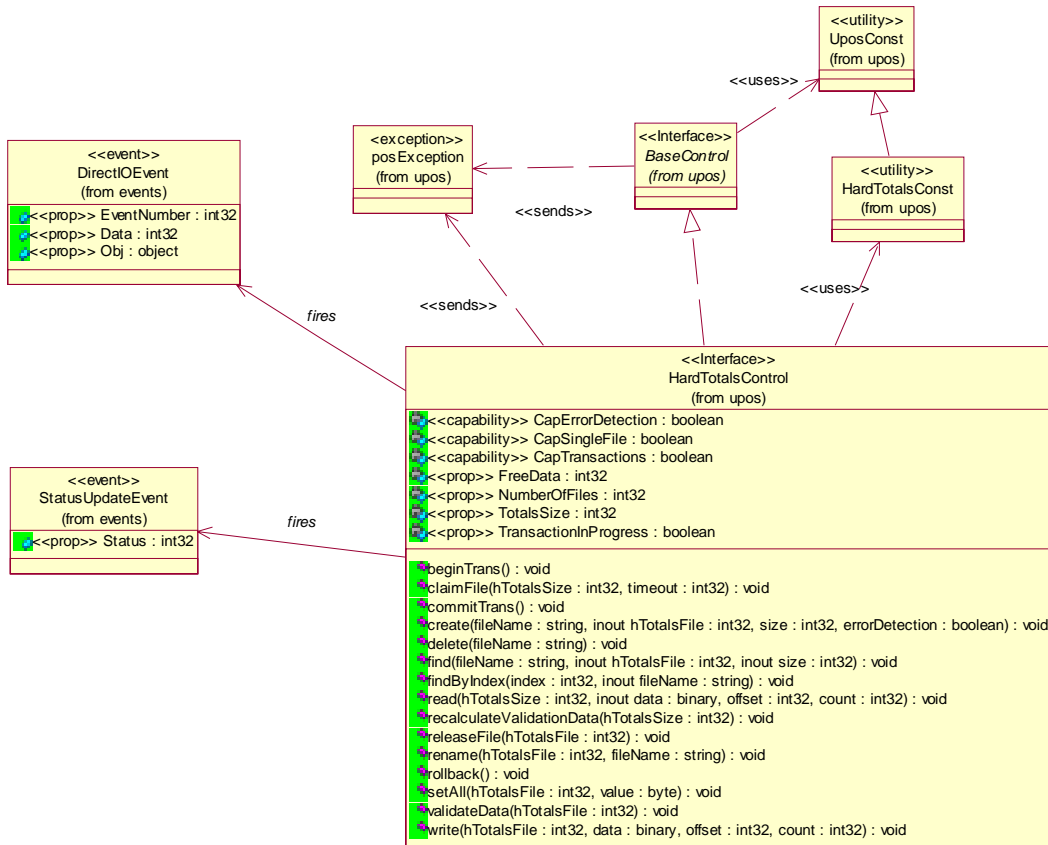 <<utility>>
UposConst
(from upos)
<<uses>>
<<exception>
posException
(from upos)
<<Interface>>
BaseControl
(from upos)
<<event>>
DirectIOEvent
(from events)
<<prop>> EventNumber : int32
<<prop>> Data : int32
<<prop>> Obj : object
<<utility>>
HardTotalsConst
(from upos)
<<sends>>
<<uses>>
<<sends>>
fires
<<Interface>>
HardTotalsControl
(from upos)
<<capability>> CapErrorDetection : boolean
<<capability>> CapSingleFile : boolean
<<capability>> CapTransactions : boolean
<<prop>> FreeData : int32
<<prop>> NumberOfFiles : int32
<<prop>> TotalsSize : int32
<<prop>> TransactionInProgress : boolean
<<event>>
StatusUpdateEvent
(from events)
<<prop>> Status : int32
fires
beginTrans() : void
claimFile(hTotalsSize : int32, timeout : int32) : void
commitTrans() : void
create(fileName : string, inout hTotalsFile : int32, size : int32, errorDetection : boolean) : void
delete(fileName : string) : void
find(fileName : string, inout hTotalsFile : int32, inout size : int32) : void
findByIndex(index : int32, inout fileName : string) : void
read(hTotalsSize : int32, inout data : binary, offset : int32, count : int32) : void
recalculateValidationData(hTotalsSize : int32) : void
releaseFile(hTotalsFile : int32) : void
rename(hTotalsFile : int32, fileName : string) : void
rollback() : void
setAll(hTotalsFile : int32, value : byte) : void
validateData(hTotalsFile : int32) : void
write(hTotalsFile : int32, data : binary, offset : int32, count : int32) : void